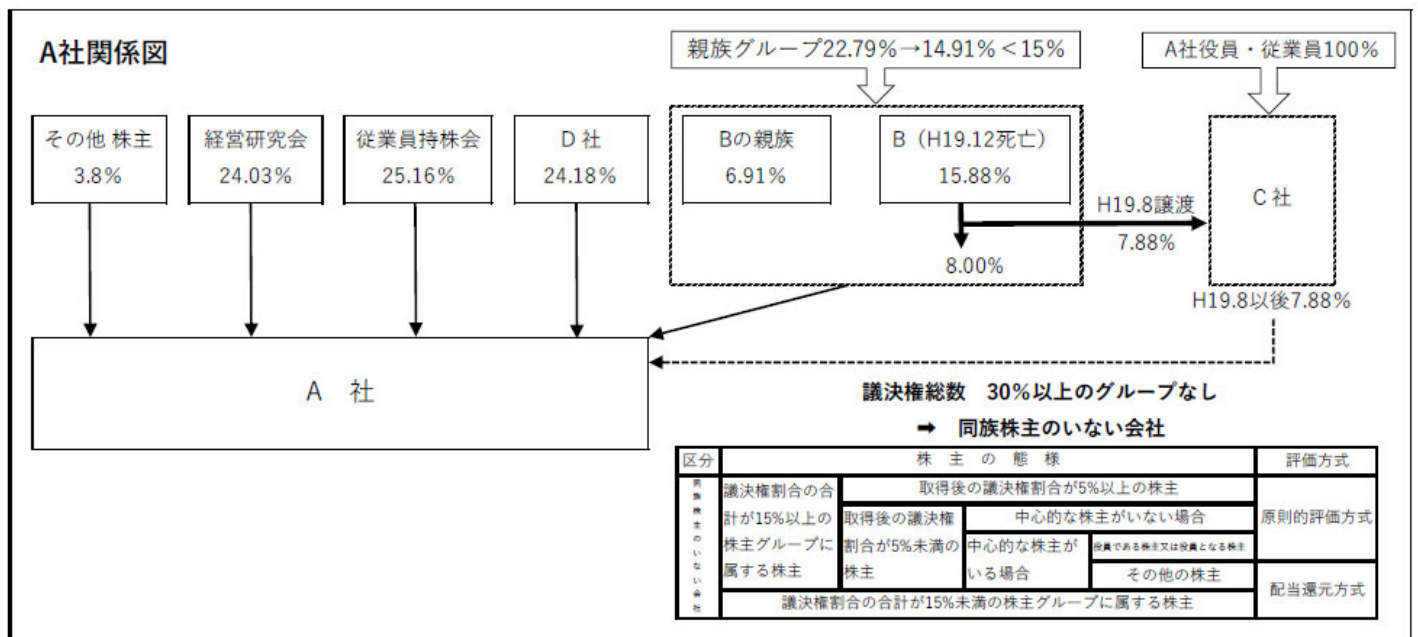 A社関係図
親族グループ22.79%→14.91%＜15%
A社役員・従業員100%
その他 株主
3.8%
経営研究会
24.03%
従業員持株会
25.16%
D 社
24.18%
Bの親族
6.91%
B（H19.12死亡）
15.88%
C 社
H19.8譲渡
7.88%
8.00%
H19.8以後7.88%
A 社
議決権総数 30%以上のグループなし
➡ 同族株主のいない会社
区分
株 主 の 態 様
評価方式
同族株主のいない会社
議決権割合の合
計が15%以上の
株主グループに
属する株主
取得後の議決権割合が5%以上の株主
取得後の議決権
割合が5%未満の
株主
中心的な株主がいない場合
中心的な株主が
いる場合
役員である株主又は役員となる株主
その他の株主
議決権割合の合計が15%未満の株主グループに属する株主
原則的評価方式
配当還元方式